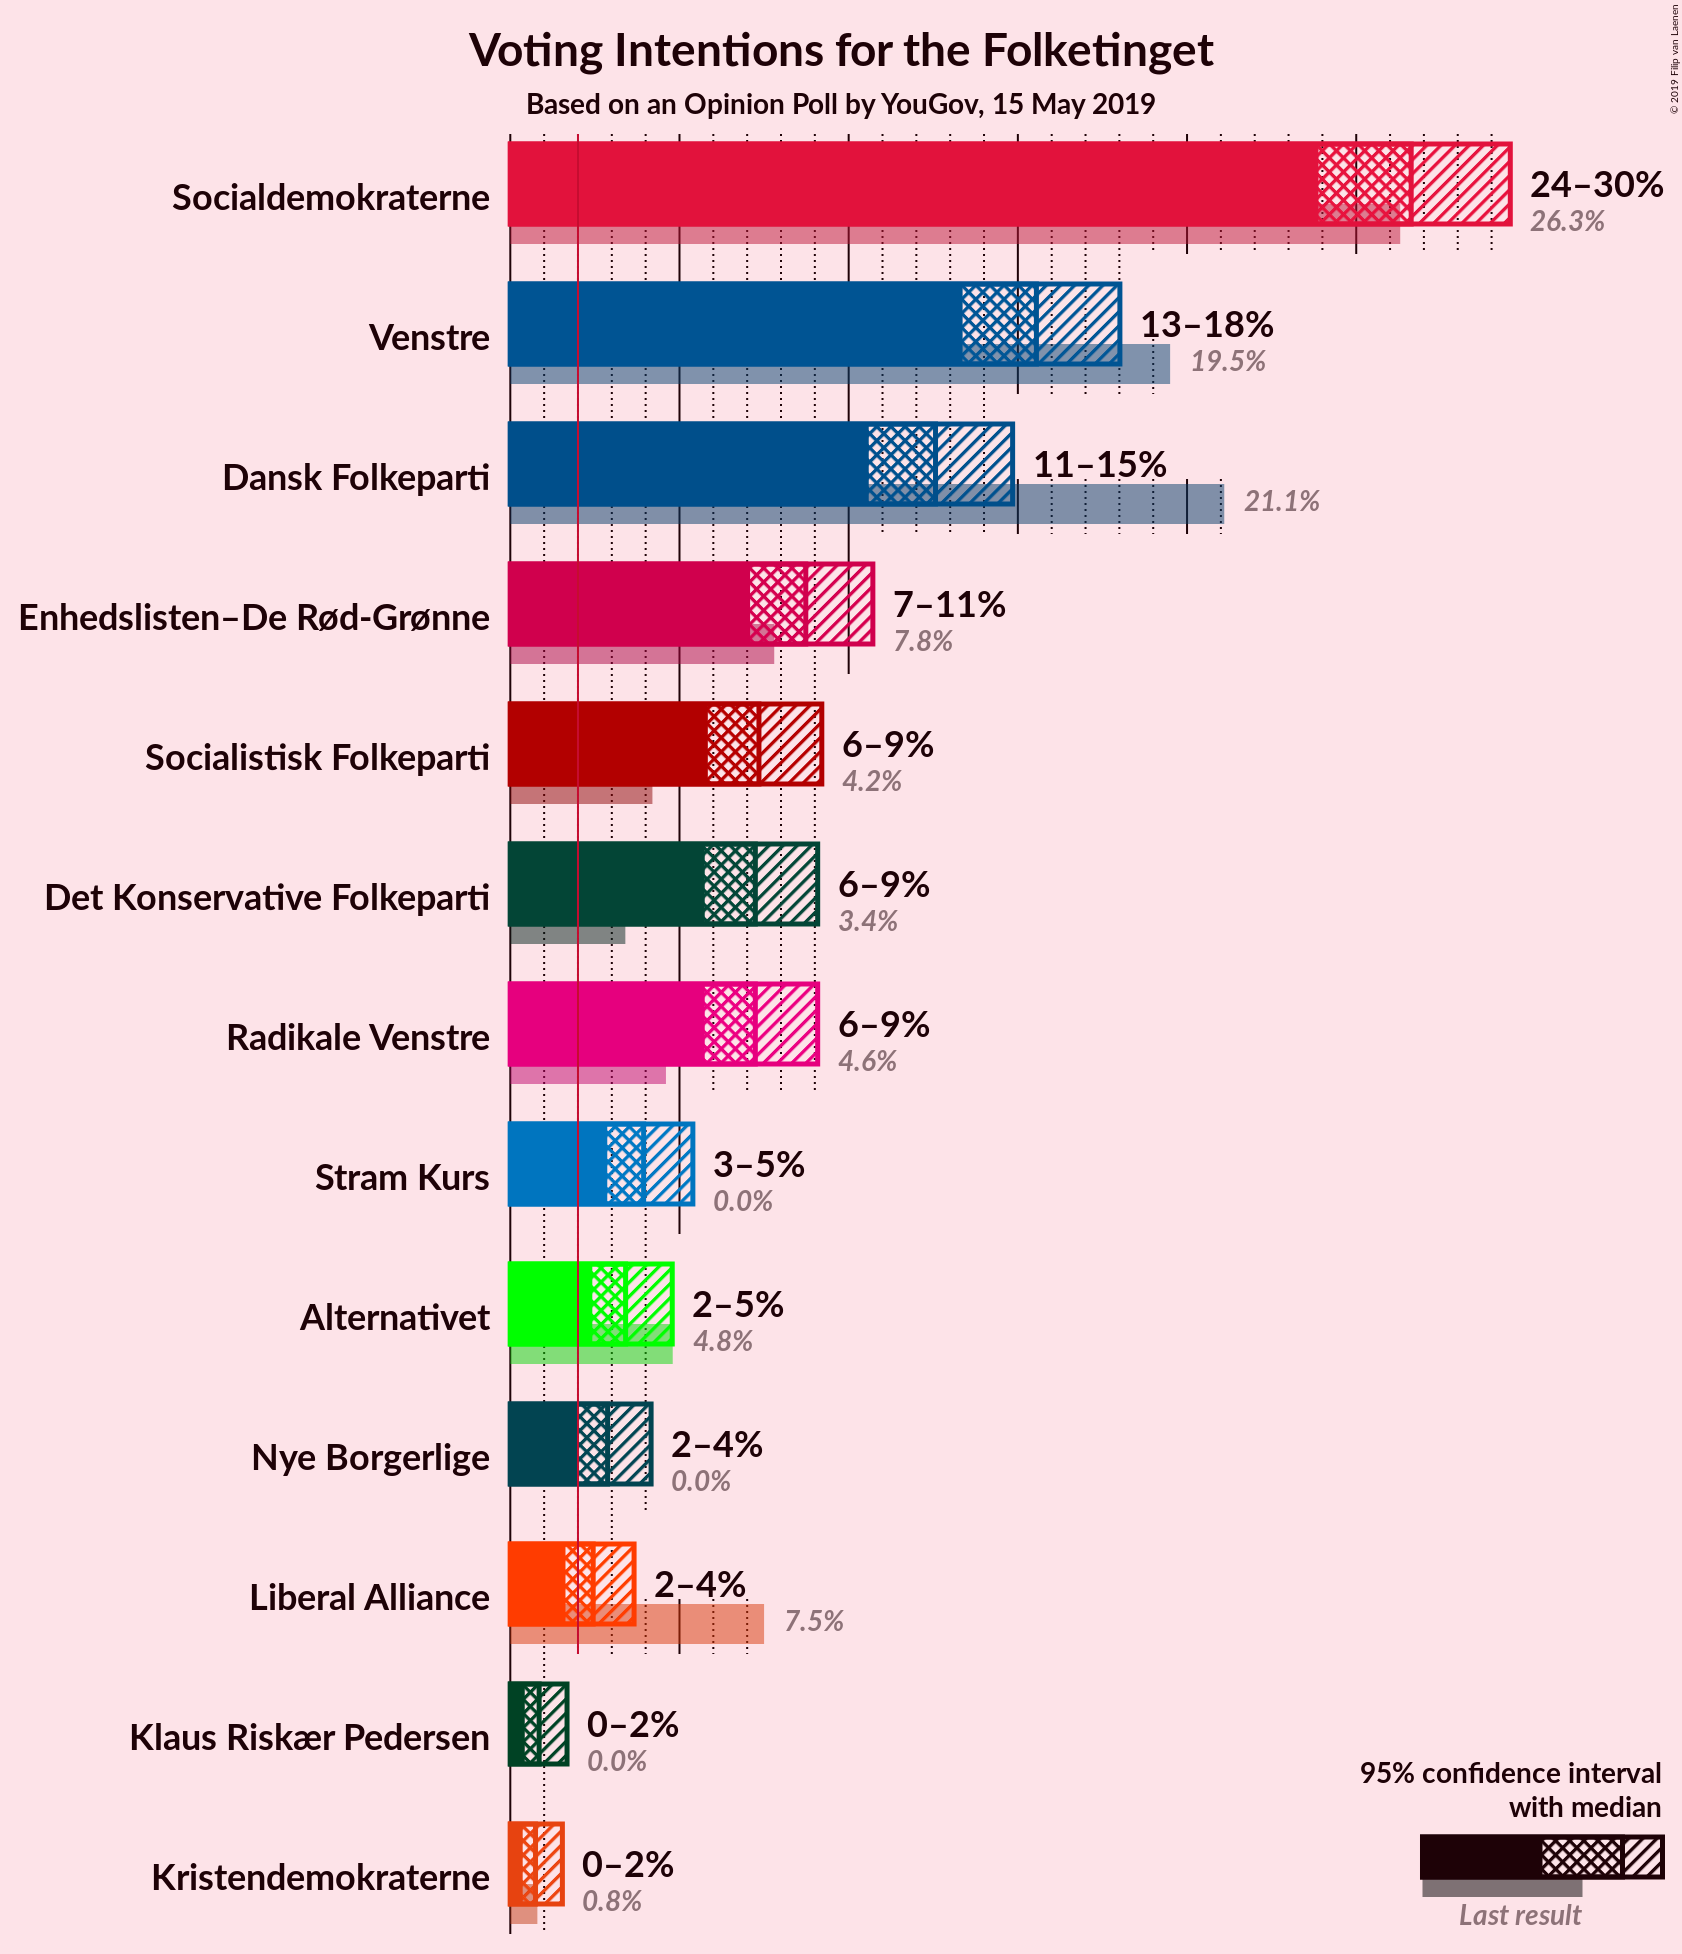 Voting Intentions for the Folketinget
Based on an Opinion Poll by YouGov, 15 May 2019
© 2019 Filip van Laenen
Socialdemokraterne
24–30%
26.3%
Venstre
13–18%
19.5%
Dansk Folkeparti
11–15%
21.1%
Enhedslisten–De Rød-Grønne
7–11%
7.8%
Socialistisk Folkeparti
6–9%
4.2%
Det Konservative Folkeparti
6–9%
3.4%
Radikale Venstre
6–9%
4.6%
Stram Kurs
3–5%
0.0%
Alternativet
2–5%
4.8%
Nye Borgerlige
2–4%
0.0%
Liberal Alliance
2–4%
7.5%
Klaus Riskær Pedersen
0–2%
0.0%
Kristendemokraterne
0–2%
0.8%
95% confidence interval
with median
Last result